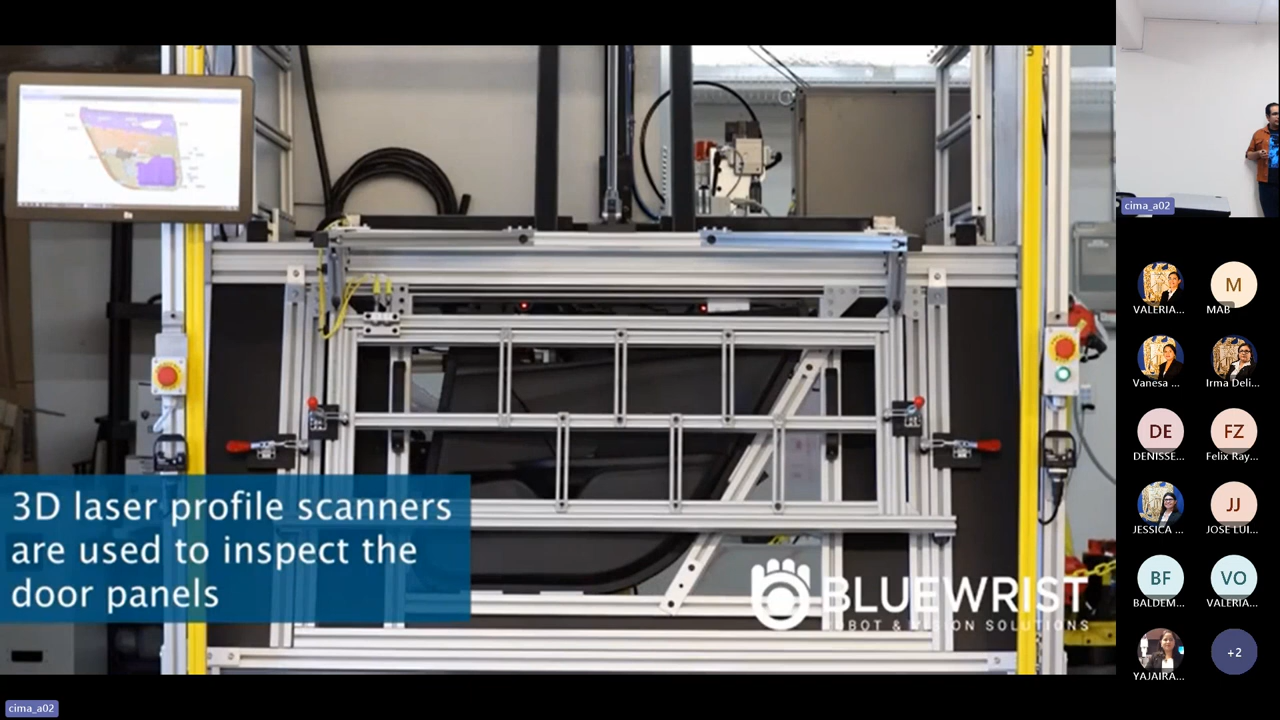 3D laser profile scanners
are used to inspect the
door panels
BLUEWRIST
ROBOT & VISION SOLUTIONS
cima_a02
cima_a02
VALERIA...
M
MAB
Vanesa ...
Irma Deli...
DE
DENISSE...
FZ
Felix Ray...
JESSICA ...
JJ
JOSE LUI...
BF
BALDEM...
VO
VALERIA...
YAJAIRA...
+2